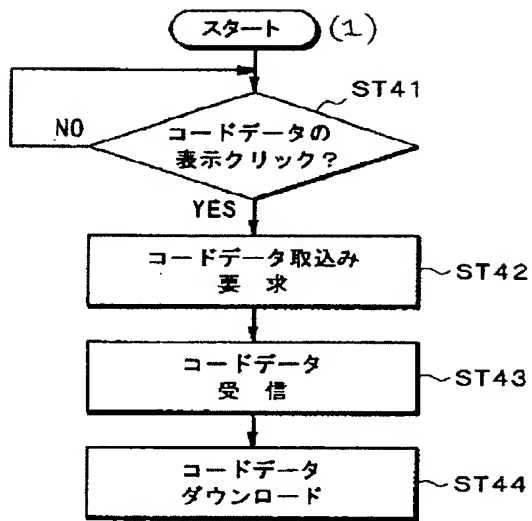 スタート (1)
ST41
NO
コードデータの
表示クリック?
YES
コードデータ取込み
要 求
ST42
コードデータ
受 信
ST43
コードデータ
ダウンロード
ST44